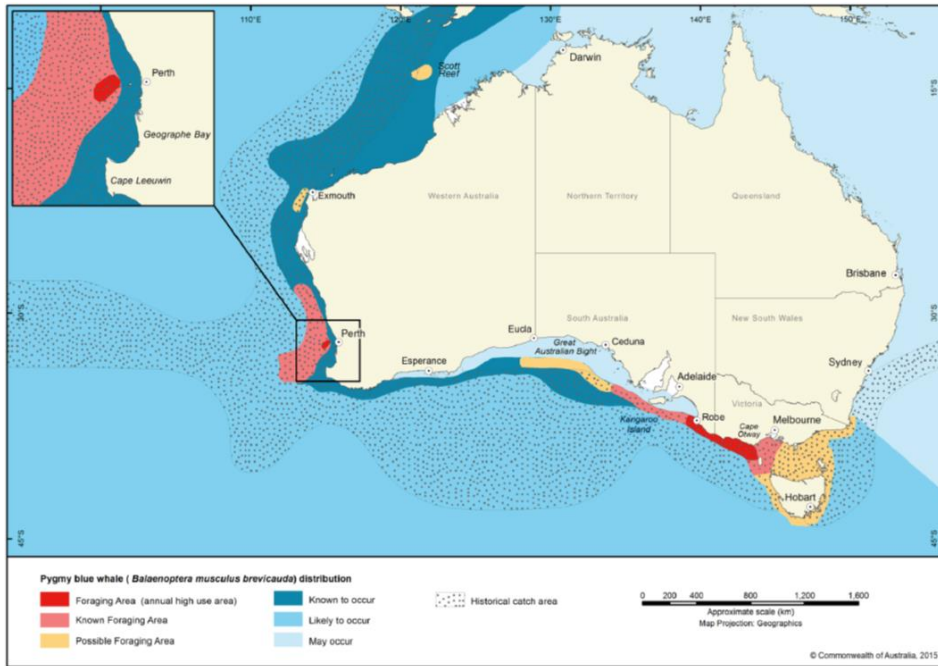 110°E
120°E
130°E
140°E
150°E
Perth
Geographe Bay
Cape Leeuwin
Scott
Reef
Darwin
15°S
15°S
Exmouth
Western Australia
Northern Territory
Queensland
Brisbane
30°S
30°S
Perth
Esperance
Eucla
South Australia
Great
Australian Bight
Ceduna
New South Wales
Sydney
Adelaide
Kangaroo
Island
Robe
Victoria
Cape
Otway
Melbourne
Hobart
45°S
45°S
Pygmy blue whale ( Balaenoptera musculus brevicauda) distribution
Foraging Area (annual high use area)
Known to occur
Historical catch area
Known Foraging Area
Likely to occur
Possible Foraging Area
May occur
0 200 400 800 1,200 1,600
Approximate scale (km)
Map Projection: Geographics
© Commonwealth of Australia, 2015